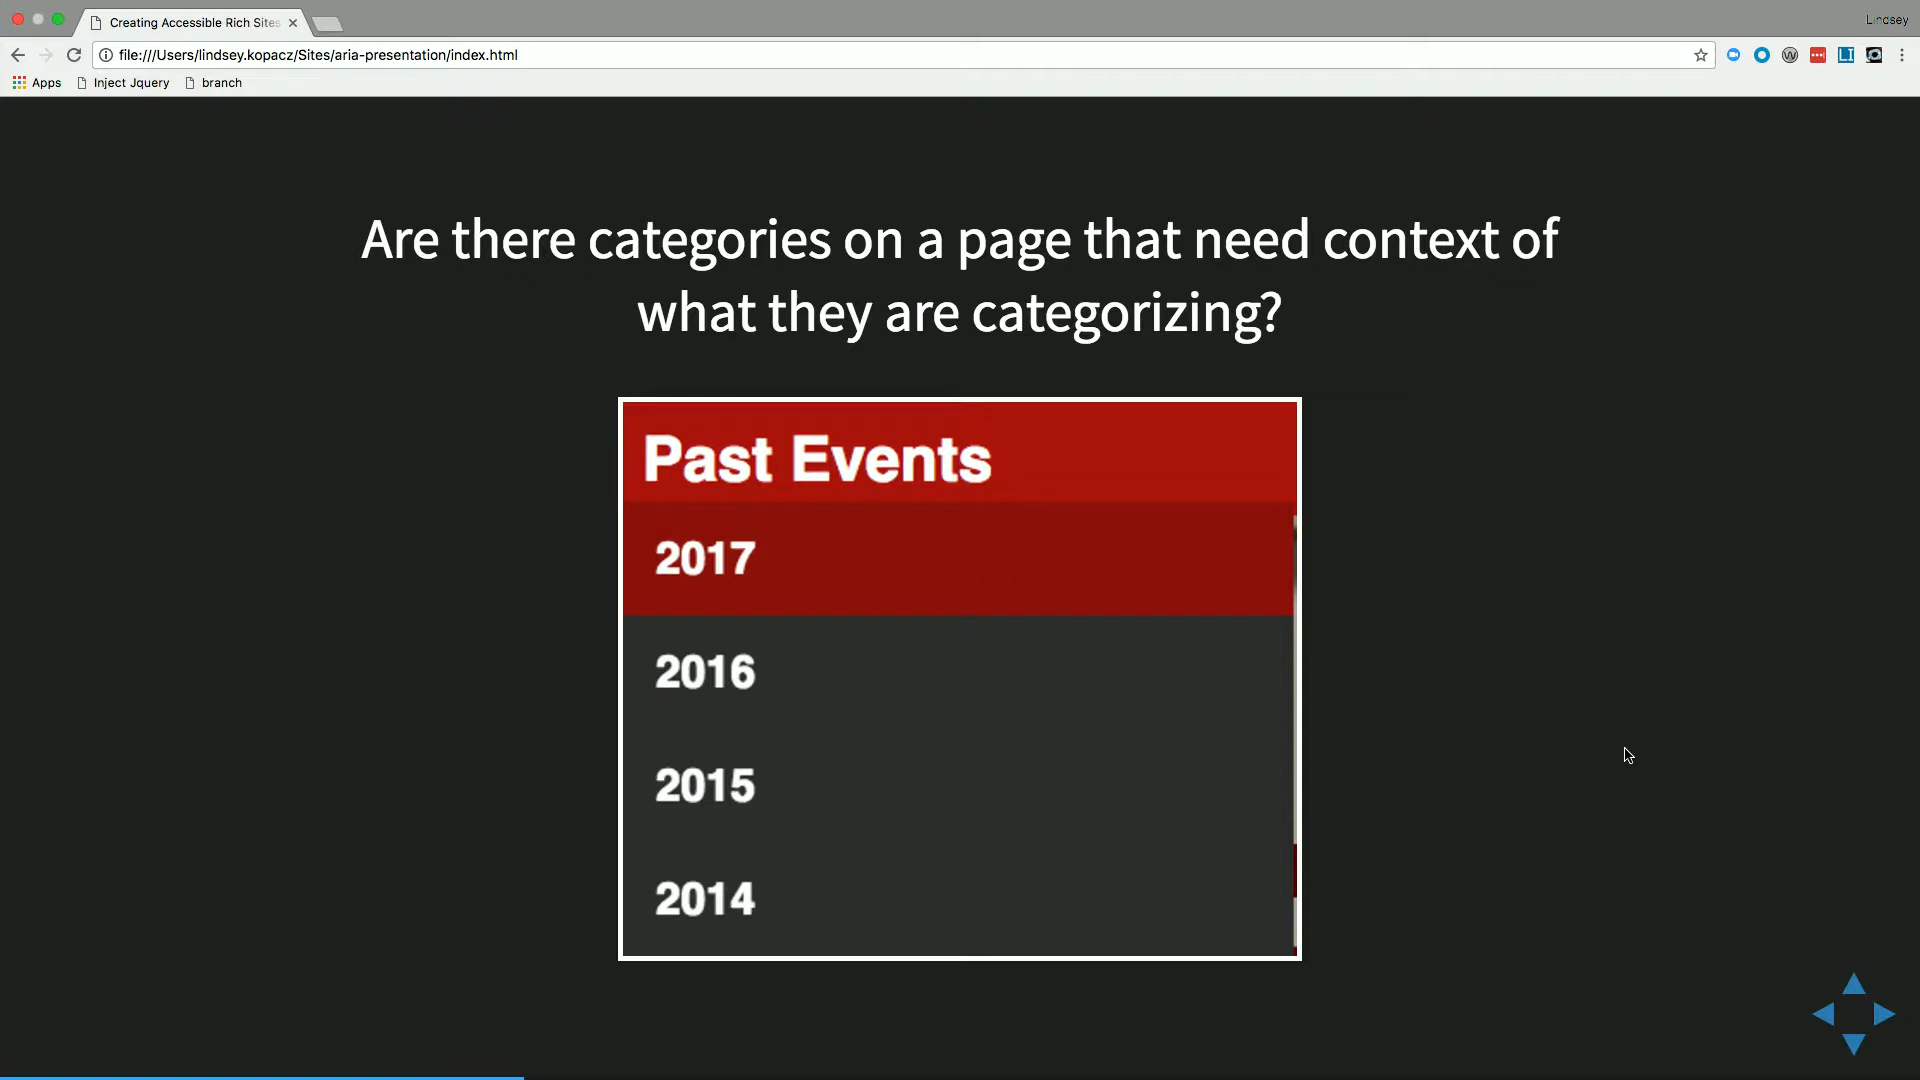 Creating Accessible Rich Sites
Lindsey
file:///Users/lindsey.kopacz/Sites/aria-presentation/index.html
Apps
Inject Jquery
branch
Are there categories on a page that need context of
what they are categorizing?
Past Events
2017
2016
2015
2014